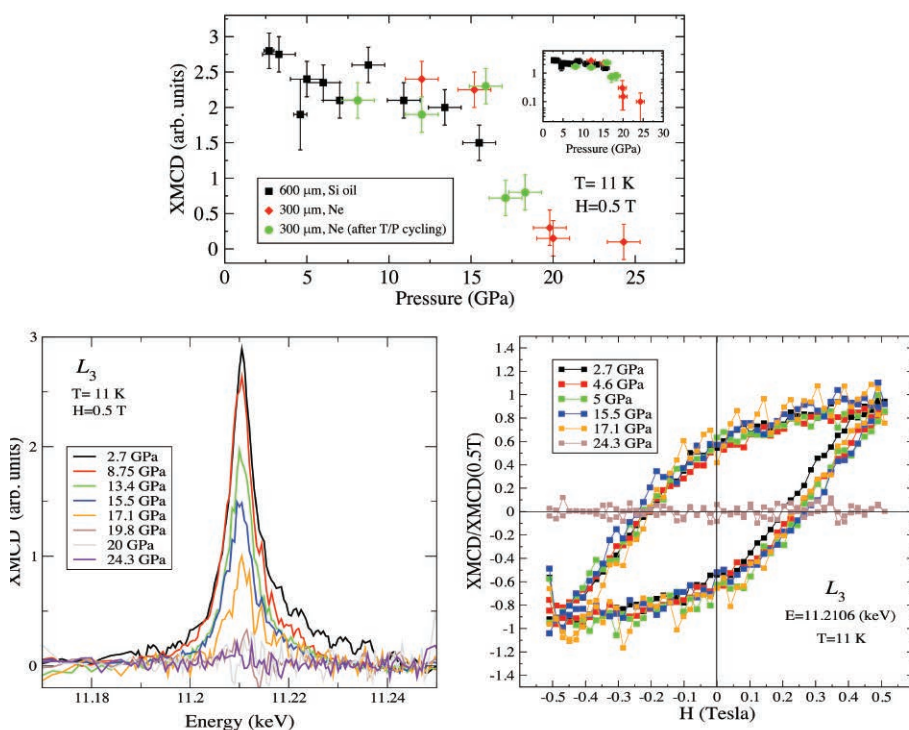 3
2.5
2
1.5
1
0.5
0
XMCD (arb. units)
600 μm, Si oil
300 μm, Ne
300 μm, Ne (after T/P cycling)
1
0.1
0 5 10 15 20 25 30
Pressure (GPa)
T= 11 K
H=0.5 T
0 5 10 15 20 25
Pressure (GPa)
3
2
1
0
XMCD (arb. units)
L3
T= 11 K
H=0.5 T
2.7 GPa
8.75 GPa
13.4 GPa
15.5 GPa
17.1 GPa
19.8 GPa
20 GPa
24.3 GPa
11.18 11.20 11.22 11.24
Energy (keV)
1.4
1.2
1
0.8
0.6
0.4
0.2
0
-0.2
-0.4
-0.6
-0.8
-1
-1.2
-1.4
XMCD/XMCD(0.5T)
2.7 GPa
4.6 GPa
5 GPa
15.5 GPa
17.1 GPa
24.3 GPa
L3
E=11.2106 (keV)
T=11 K
-0.5 -0.4 -0.3 -0.2 -0.1 0 0.1 0.2 0.3 0.4 0.5
H (Tesla)